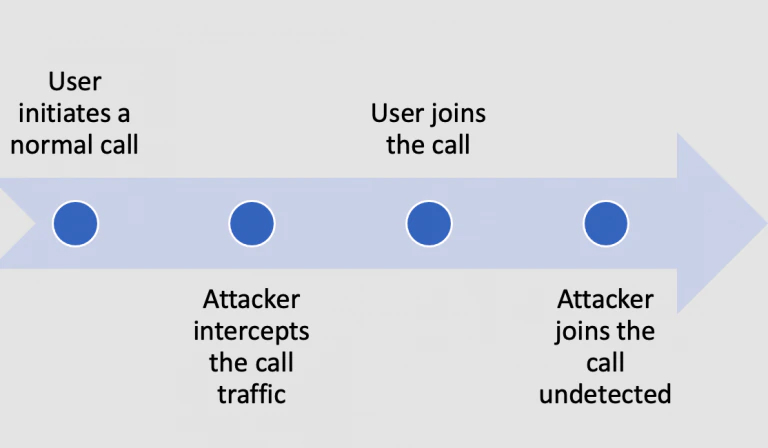 User
initiates a
normal call
Attacker
intercepts
the call
traffic
User joins
the call
Attacker
joins the
call
undetected